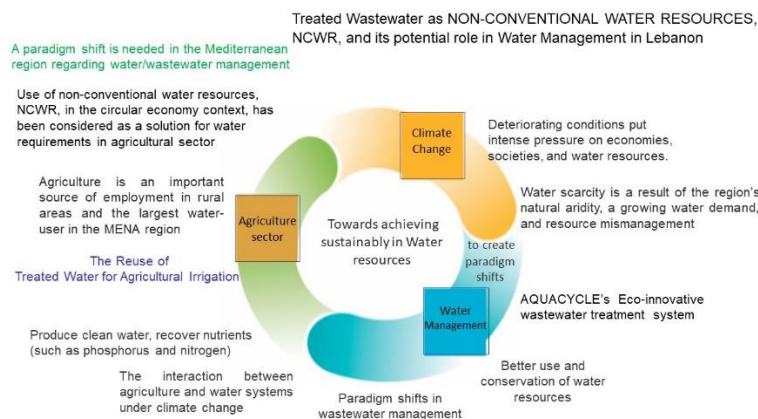 Treated Wastewater as NON-CONVENTIONAL WATER RESOURCES,
NCWR, and its potential role in Water Management in Lebanon
A paradigm shift is needed in the Mediterranean
region regarding water/wastewater management
Use of non-conventional water resources,
NCWR, in the circular economy context, has
been considered as a solution for water
requirements in agricultural sector
Agriculture is an important
source of employment in rural
areas and the largest water-
user in the MENA region
The Reuse of
Treated Water for Agricultural Irrigation
Produce clean water, recover nutrients
(such as phosphorus and nitrogen)
The interaction between
agriculture and water systems
under climate change
Agriculture
sector
Climate
Change
Towards achieving
sustainably in Water
resources
to create
paradigm
shifts
Water
Management
Paradigm shifts in
wastewater management
Deteriorating conditions put
intense pressure on economies,
societies, and water resources.
Water scarcity is a result of the region's
natural aridity, a growing water demand,
and resource mismanagement
AQUACYCLE's Eco-innovative
wastewater treatment system
Better use and
conservation of water
resources